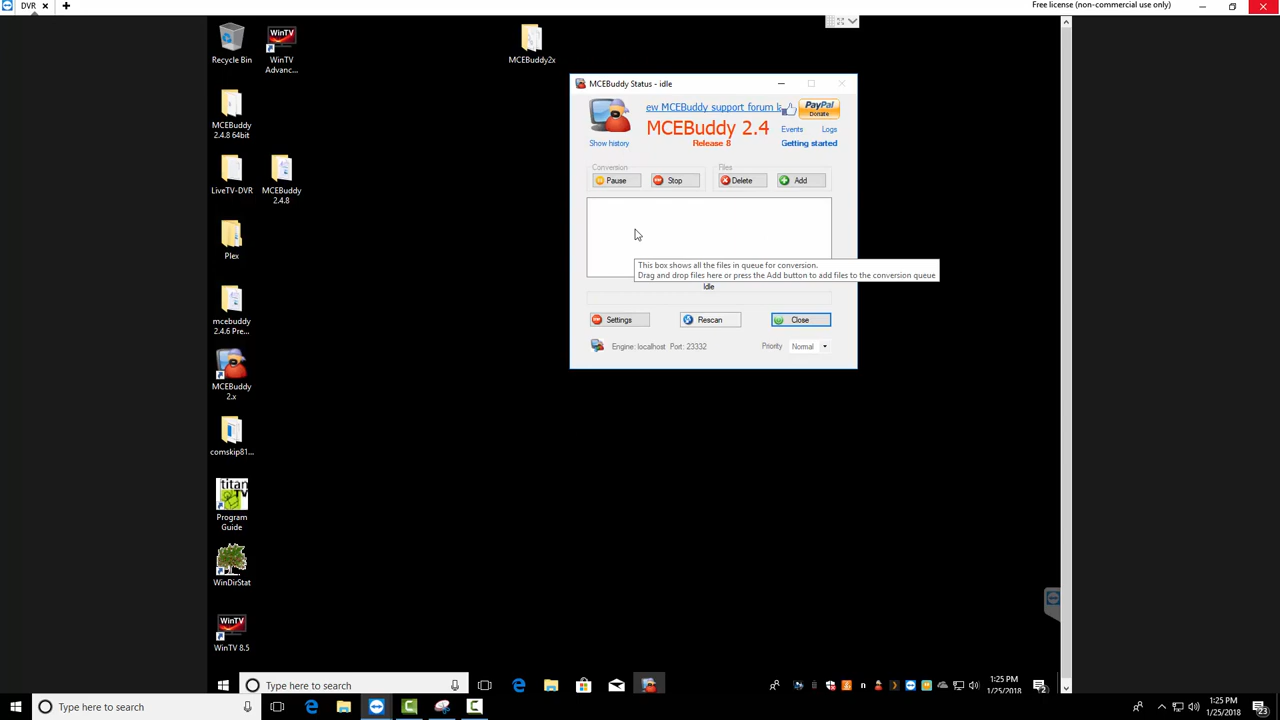 DVR
Free license (non-commercial use only)
Recycle Bin
WinTV
WinTV
Advanc...
MCEBuddy2x
MCEBuddy
2.4.8 64bit
LiveTV-DVR
MCEBuddy
2.4.8
Plex
mcebuddy
2.4.6 Pre...
MCEBuddy
2.x
comskip81...
titan
TV
Program
Guide
WinDirStat
WinTV
WinTV 8.5
MCEBuddy Status - idle
ew MCEBuddy support forum l
PayPal
Donate
MCEBuddy 2.4
Events
Logs
Show history
Release 8
Getting started
Conversion
Files
Pause
Stop
Delete
Add
This box shows all the files in queue for conversion.
Drag and drop files here or press the Add button to add files to the conversion queue
Idle
Settings
Rescan
Close
Engine: localhost Port: 23332
Priority
Normal
Type here to search
1:25 PM
1/25/2018
2
Type here to search
1:25 PM
1/25/2018
23